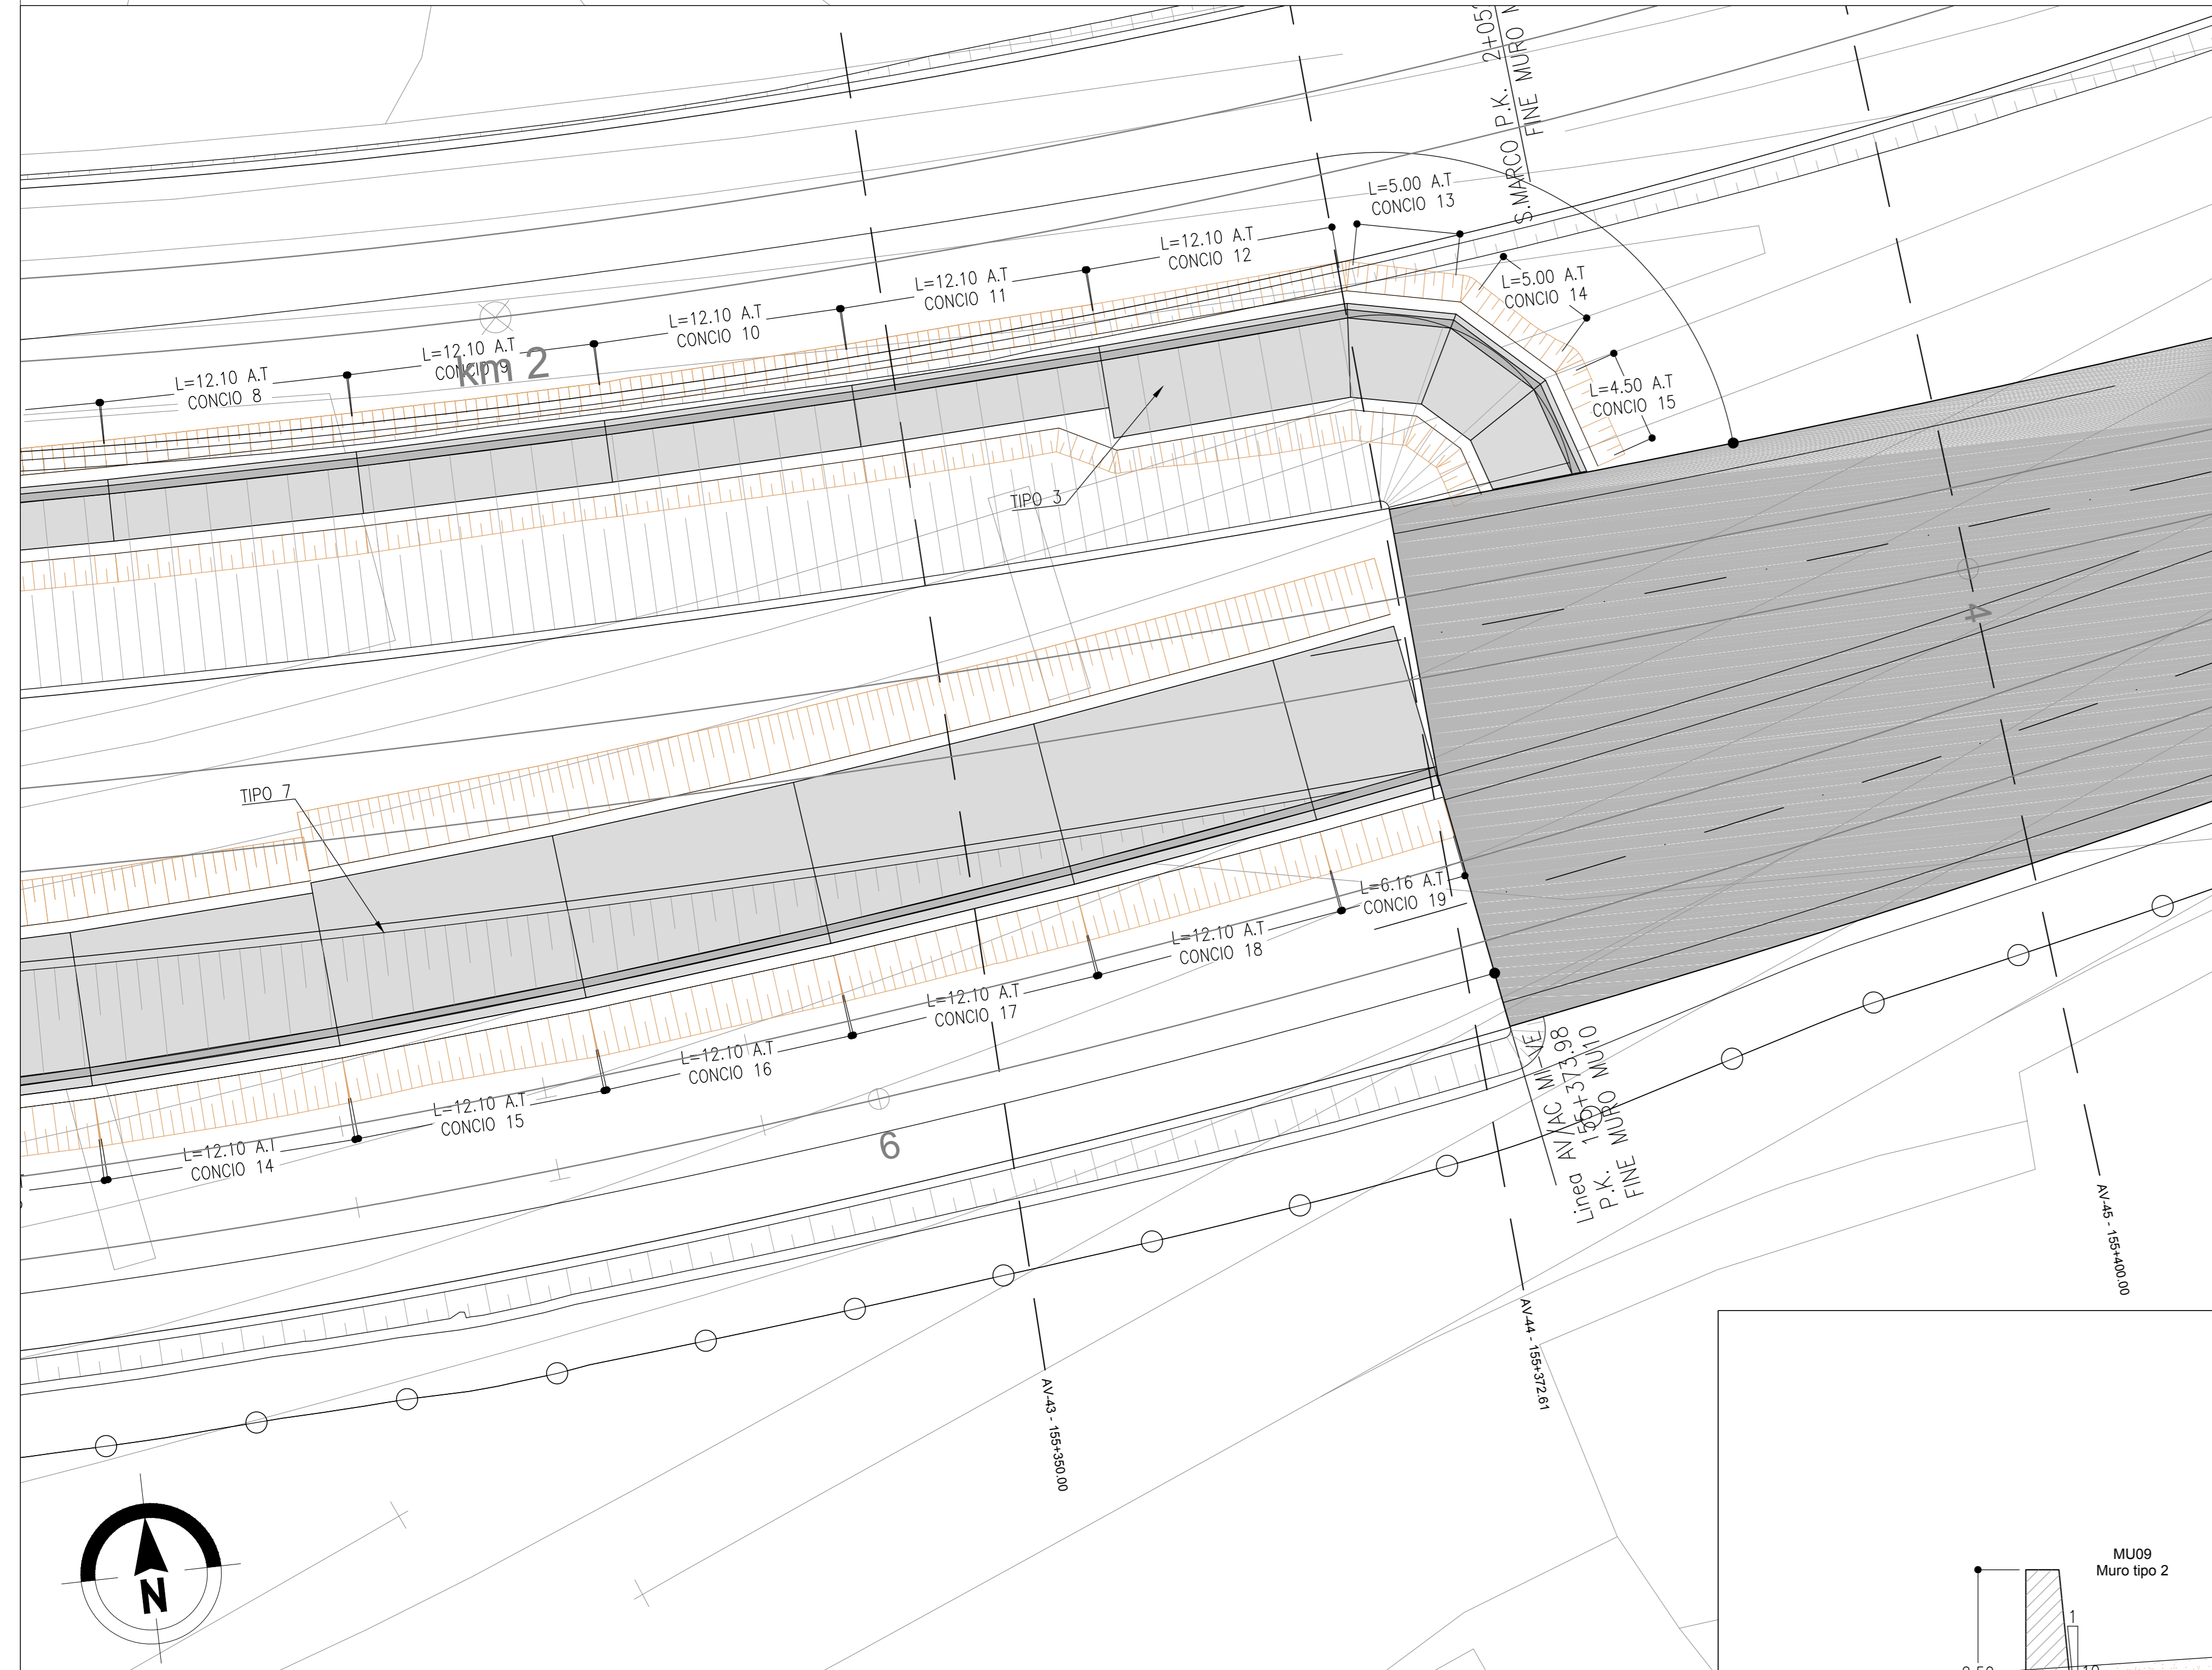 S.MARCO P.K. 2+05
FINE MURO
L=5.00 A.T
CONCIO 13
L=12.10 A.T
CONCIO 12
L=5.00 A.T
CONCIO 14
L=12.10 A.T
CONCIO 11
L=12.10 A.T
CONCIO 10
L=12.10 A.T
CONCIO 9
km 2
L=12.10 A.T
CONCIO 8
L=4.50 A.T
CONCIO 15
TIPO 3
4
TIPO 7
L=6.16 A.T
CONCIO 19
L=12.10 A.T
CONCIO 18
L=12.10 A.T
CONCIO 17
L=12.10 A.T
CONCIO 16
L=12.10 A.T
CONCIO 15
L=12.10 A.T
CONCIO 14
6
Linea AV/AC MI-VE
P.K. 155+373.98
FINE MURO MU10
AV-45 - 155+400.00
AV-44 - 155+372.61
AV-43 - 155+350.00
N
MU09
Muro tipo 2
1
10